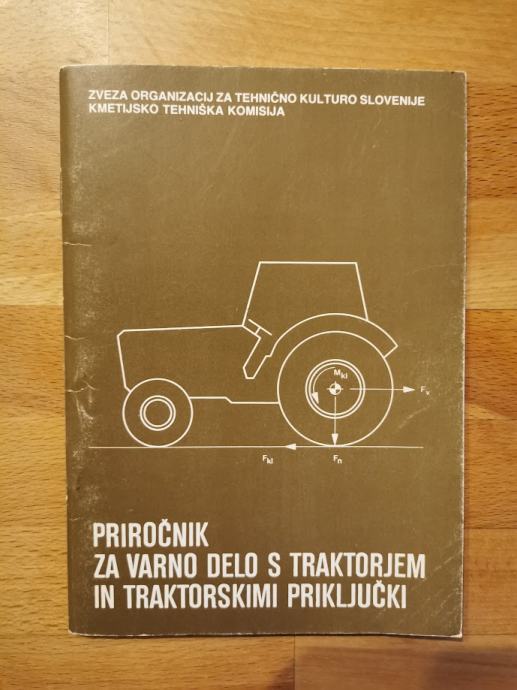 ZVEZA ORGANIZACIJ ZA TEHNIČNO KULTURO SLOVENIJE
KMETIJSKO TEHNIŠKA KOMISIJA
Mkl
Fv
Fkl
Fn
PRIROČNIK
ZA VARNO DELO S TRAKTORJEM
IN TRAKTORSKIMI PRIKLJUČKI